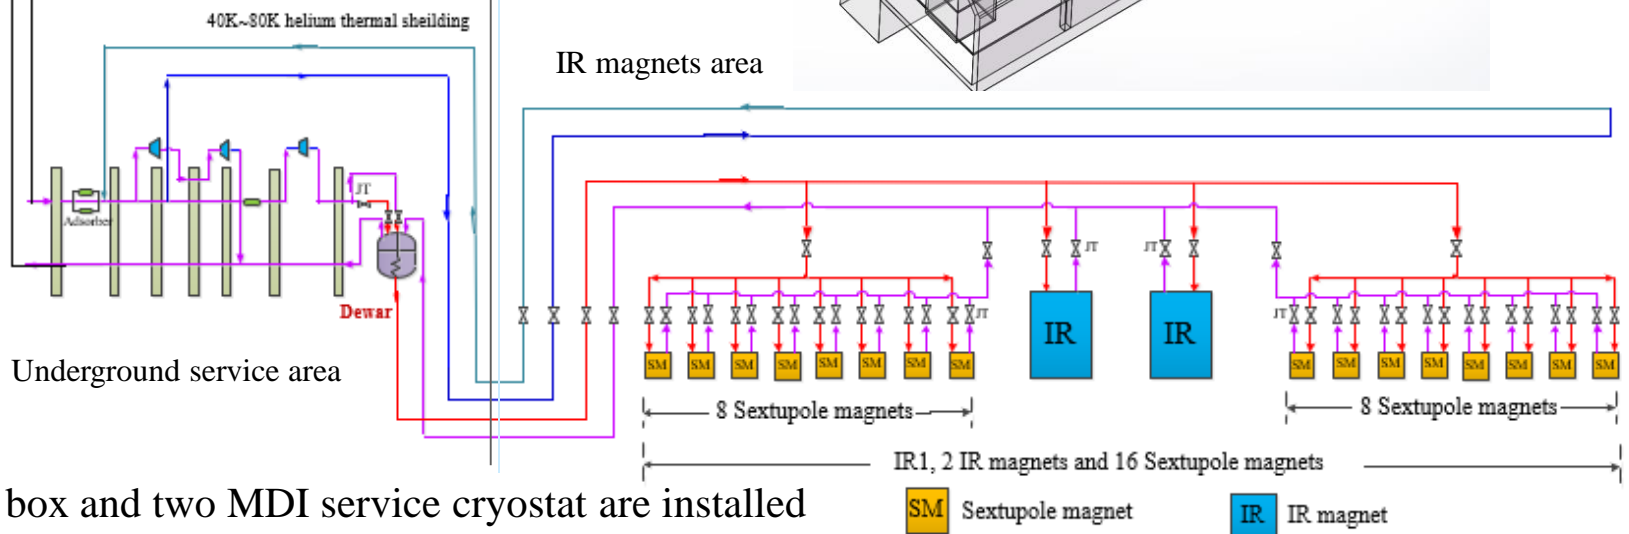 40K~80K helium thermal sheilding
IR magnets area
JT
Adsorber
JT
JT
Dewar
JT
JT
IR
IR
SM SM SM SM SM SM SM SM
SM SM SM SM SM SM SM SM
Underground service area
8 Sextupole magnets
8 Sextupole magnets
IR1, 2 IR magnets and 16 Sextupole magnets
box and two MDI service cryostat are installed
SM Sextupole magnet
IR IR magnet